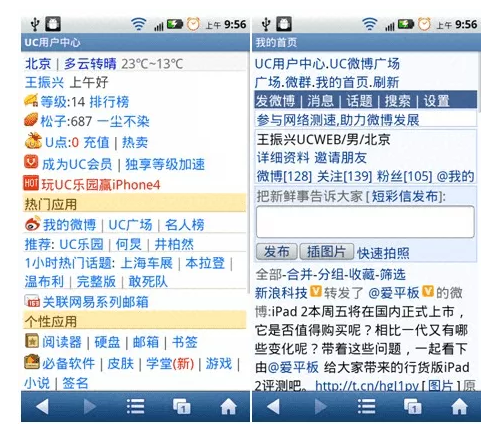 上午 9:56
UC用户中心
北京 | 多云转晴 23℃~13℃
王振兴 上午好
等级:14 排行榜
松子:687 一尘不染
U点:0 充值 | 热卖
成为UC会员 | 独享等级加速
HOT 玩UC乐园赢iPhone4
热门应用
我的微博 | UC广场 | 名人榜
推荐: UC乐园 | 何炅 | 井柏然
1小时热门话题: 上海车展 | 本拉登 |
温布利 | 完整版 | 敢死队
关联网易系列邮箱
个性应用
阅读器 | 硬盘 | 邮箱 | 书签
必备软件 | 皮肤 | 学堂(新) | 游戏 |
小说 | 签名
1
上午 9:56
我的首页
UC用户中心.UC微博广场
广场.微群.我的首页.刷新
发微博 | 消息 | 话题 | 搜索 | 设置
参与网络测速,助力微博发展
王振兴UCWEB/男/北京
详细资料 邀请朋友
微博[128] 关注[139] 粉丝[105] @我的
把新鲜事告诉大家 [短彩信发布]:
发布 插图片 快速拍照
全部-合并-分组-收藏-筛选
新浪科技 V 转发了 @爱平板 V 的微
博:iPad 2本周五将在国内正式上市，
它是否值得购买呢？相比一代又有哪
些变化呢？带着这些问题，一起看下
由@爱平板 给大家带来的行货版iPad
2评测吧。http://t.cn/hgJ1pv [图片] 原
1